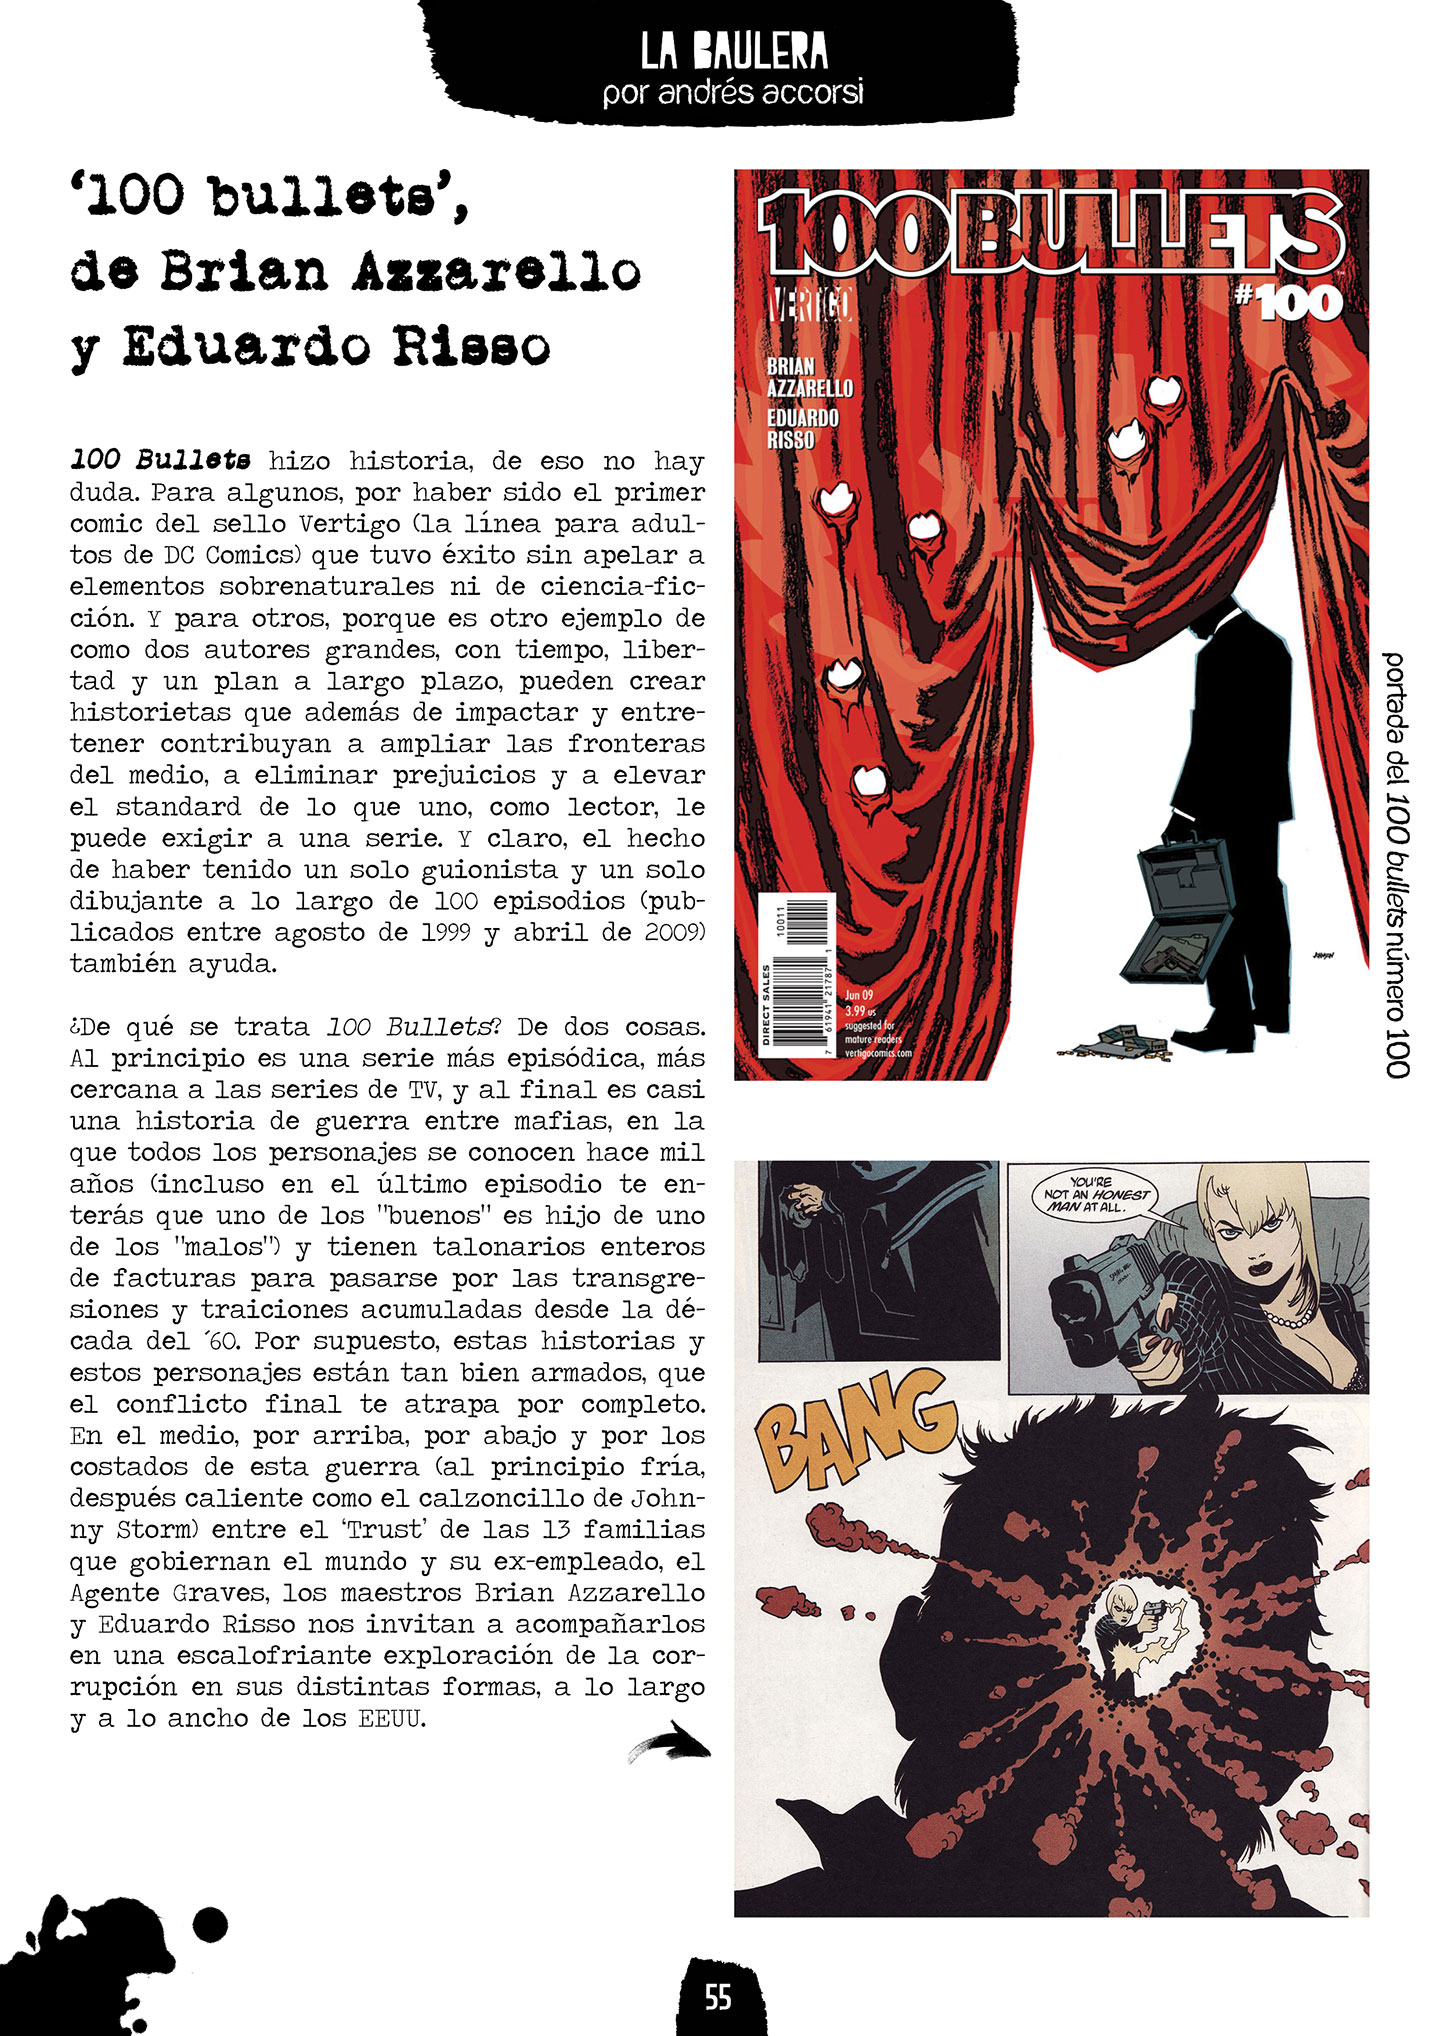 LA BAULERA
por andrés accorsi
‘100 bullets’,
de Brian Azzarello
y Eduardo Risso
100 Bullets hizo historia, de eso no hay
duda. Para algunos, por haber sido el primer
comic del sello Vertigo (la línea para adul-
tos de DC Comics) que tuvo éxito sin apelar a
elementos sobrenaturales ni de ciencia-fic-
ción. Y para otros, porque es otro ejemplo de
como dos autores grandes, con tiempo, liber-
tad y un plan a largo plazo, pueden crear
historietas que además de impactar y entre-
tener contribuyan a ampliar las fronteras
del medio, a eliminar prejuicios y a elevar
el standard de lo que uno, como lector, le
puede exigir a una serie. Y claro, el hecho
de haber tenido un solo guionista y un solo
dibujante a lo largo de 100 episodios (pub-
licados entre agosto de 1999 y abril de 2009)
también ayuda.
¿De qué se trata 100 Bullets? De dos cosas.
Al principio es una serie más episódica, más
cercana a las series de TV, y al final es casi
una historia de guerra entre mafias, en la
que todos los personajes se conocen hace mil
años (incluso en el último episodio te en-
terás que uno de los "buenos" es hijo de uno
de los "malos") y tienen talonarios enteros
de facturas para pasarse por las transgre-
siones y traiciones acumuladas desde la dé-
cada del ´60. Por supuesto, estas historias y
estos personajes están tan bien armados, que
el conflicto final te atrapa por completo.
En el medio, por arriba, por abajo y por los
costados de esta guerra (al principio fría,
después caliente como el calzoncillo de John-
ny Storm) entre el ‘Trust’ de las 13 familias
que gobiernan el mundo y su ex-empleado, el
Agente Graves, los maestros Brian Azzarello
y Eduardo Risso nos invitan a acompañarlos
en una escalofriante exploración de la cor-
rupción en sus distintas formas, a lo largo
y a lo ancho de los EEUU.
100 BULLETS
#100
VERTIGO
BRIAN
AZZARELLO
EDUARDO
RISSO
DIRECT SALES
10011
7 61941 21787 1
Jun 09
3.99 US
suggested for
mature readers
vertigocomics.com
portada del 100 bullets número 100
YOU'RE
NOT AN HONEST
MAN AT ALL.
BANG
55